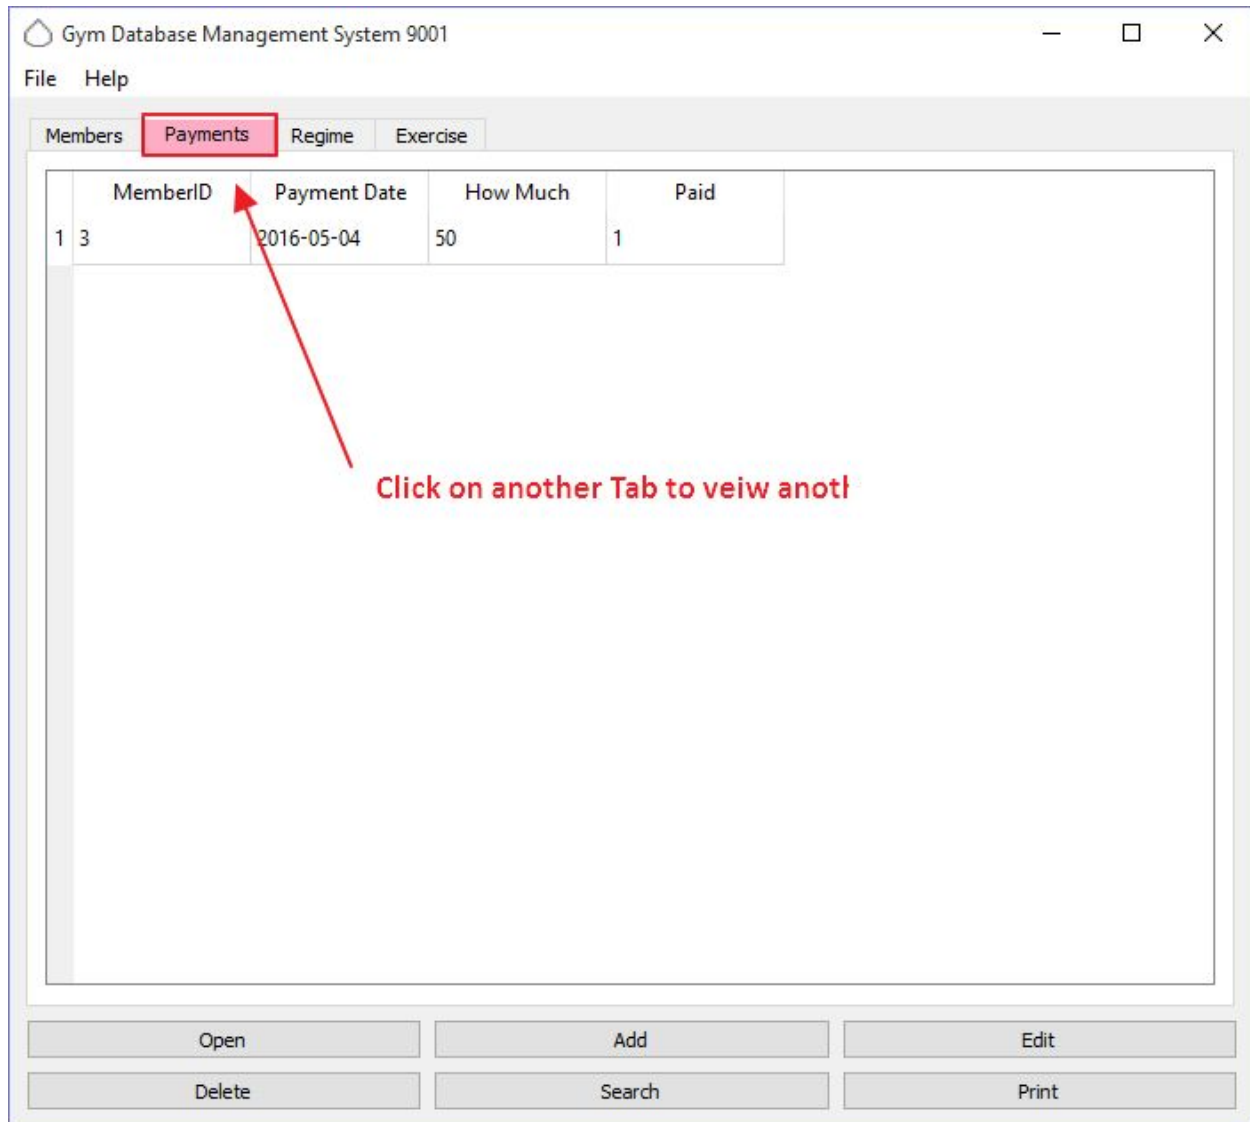 Gym Database Management System 9001
File Help
Members Payments Regime Exercise
MemberID Payment Date How Much Paid
1 3 2016-05-04 50 1
Click on another Tab to veiw
Open Add Edit
Delete Search Print